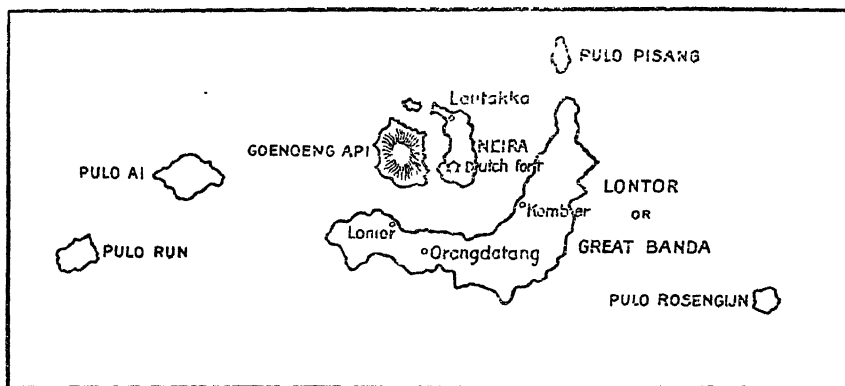 PULO PISANG
Lautakka
GOENOENG API
NEIRA
Dutch fort
PULO AI
LONTOR
OR
GREAT BANDA
Kombier
Lontor
Orangdatang
PULO RUN
PULO ROSENGIJN